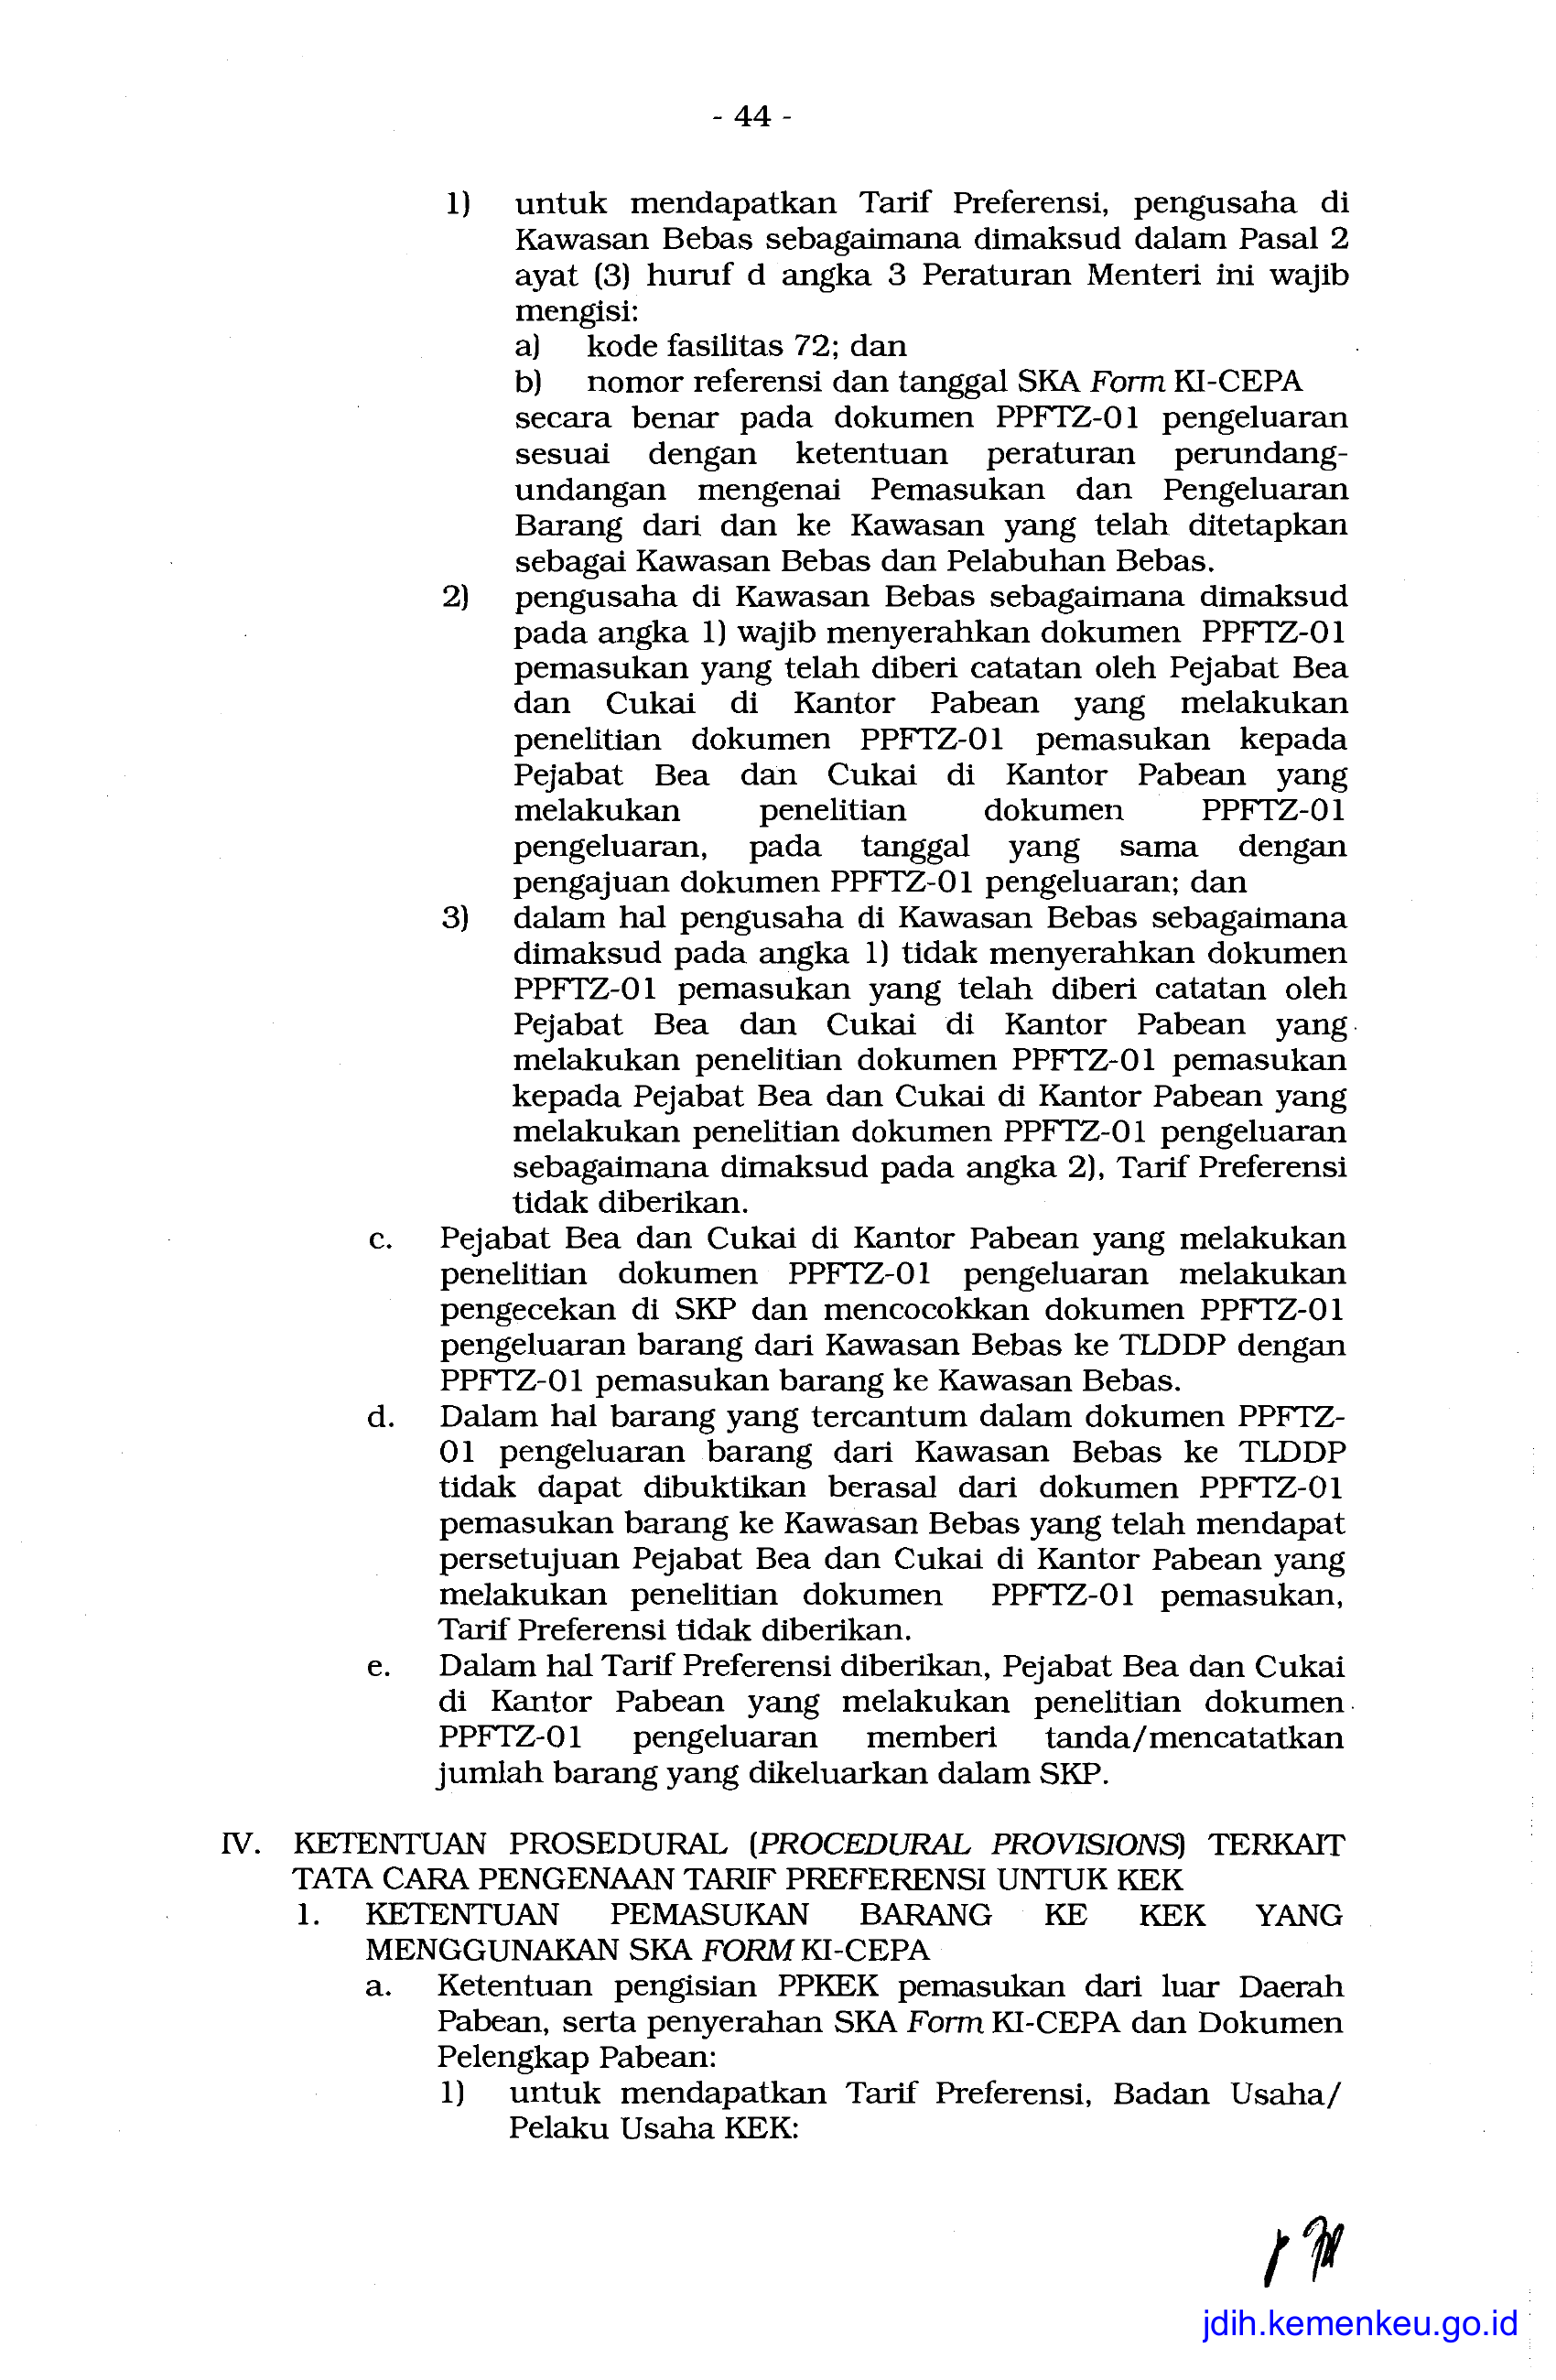 - 44 -
1) untuk mendapatkan Tarif Preferensi, pengusaha di
Kawasan Bebas sebagaimana dimaksud dalam Pasal 2
ayat (3) huruf d angka 3 Peraturan Menteri ini wajib
mengisi:
a) kode fasilitas 72; dan
b) nomor referensi dan tanggal SKA Form KI-CEPA
secara benar pada dokumen PPFTZ-01 pengeluaran
sesuai dengan ketentuan peraturan perundang-
undangan mengenai Pemasukan dan Pengeluaran
Barang dari dan ke Kawasan yang telah ditetapkan
sebagai Kawasan Bebas dan Pelabuhan Bebas.
2) pengusaha di Kawasan Bebas sebagaimana dimaksud
pada angka 1) wajib menyerahkan dokumen PPFTZ-01
pemasukan yang telah diberi catatan oleh Pejabat Bea
dan Cukai di Kantor Pabean yang melakukan
penelitian dokumen PPFTZ-01 pemasukan kepada
Pejabat Bea dan Cukai di Kantor Pabean yang
melakukan penelitian dokumen PPFTZ-01
pengeluaran, pada tanggal yang sama dengan
pengajuan dokumen PPFTZ-01 pengeluaran; dan
3) dalam hal pengusaha di Kawasan Bebas sebagaimana
dimaksud pada angka 1) tidak menyerahkan dokumen
PPFTZ-01 pemasukan yang telah diberi catatan oleh
Pejabat Bea dan Cukai di Kantor Pabean yang
melakukan penelitian dokumen PPFTZ-01 pemasukan
kepada Pejabat Bea dan Cukai di Kantor Pabean yang
melakukan penelitian dokumen PPFTZ-01 pengeluaran
sebagaimana dimaksud pada angka 2), Tarif Preferensi
tidak diberikan.
c. Pejabat Bea dan Cukai di Kantor Pabean yang melakukan
penelitian dokumen PPFTZ-01 pengeluaran melakukan
pengecekan di SKP dan mencocokkan dokumen PPFTZ-01
pengeluaran barang dari Kawasan Bebas ke TLDDP dengan
PPFTZ-01 pemasukan barang ke Kawasan Bebas.
d. Dalam hal barang yang tercantum dalam dokumen PPFTZ-
01 pengeluaran barang dari Kawasan Bebas ke TLDDP
tidak dapat dibuktikan berasal dari dokumen PPFTZ-01
pemasukan barang ke Kawasan Bebas yang telah mendapat
persetujuan Pejabat Bea dan Cukai di Kantor Pabean yang
melakukan penelitian dokumen PPFTZ-01 pemasukan,
Tarif Preferensi tidak diberikan.
e. Dalam hal Tarif Preferensi diberikan, Pejabat Bea dan Cukai
di Kantor Pabean yang melakukan penelitian dokumen
PPFTZ-01 pengeluaran memberi tanda/mencatatkan
jumlah barang yang dikeluarkan dalam SKP.
IV. KETENTUAN PROSEDURAL (PROCEDURAL PROVISIONS) TERKAIT
TATA CARA PENGENAAN TARIF PREFERENSI UNTUK KEK
1. KETENTUAN PEMASUKAN BARANG KE KEK YANG
MENGGUNAKAN SKA FORM KI-CEPA
a. Ketentuan pengisian PPKEK pemasukan dari luar Daerah
Pabean, serta penyerahan SKA Form KI-CEPA dan Dokumen
Pelengkap Pabean:
1) untuk mendapatkan Tarif Preferensi, Badan Usaha/
Pelaku Usaha KEK:
jdih.kemenkeu.go.id